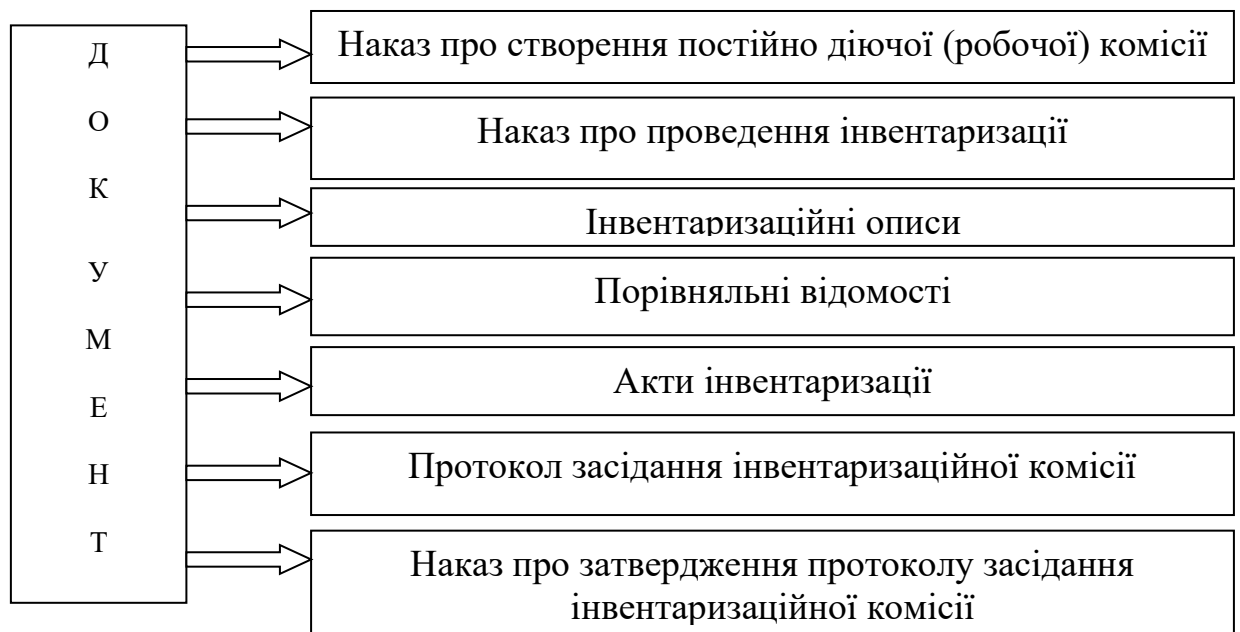 Д
О
К
У
М
Е
Н
Т
Наказ про створення постійно діючої (робочої) комісії
Наказ про проведення інвентаризації
Інвентаризаційні описи
Порівняльні відомості
Акти інвентаризації
Протокол засідання інвентаризаційної комісії
Наказ про затвердження протоколу засідання
інвентаризаційної комісії